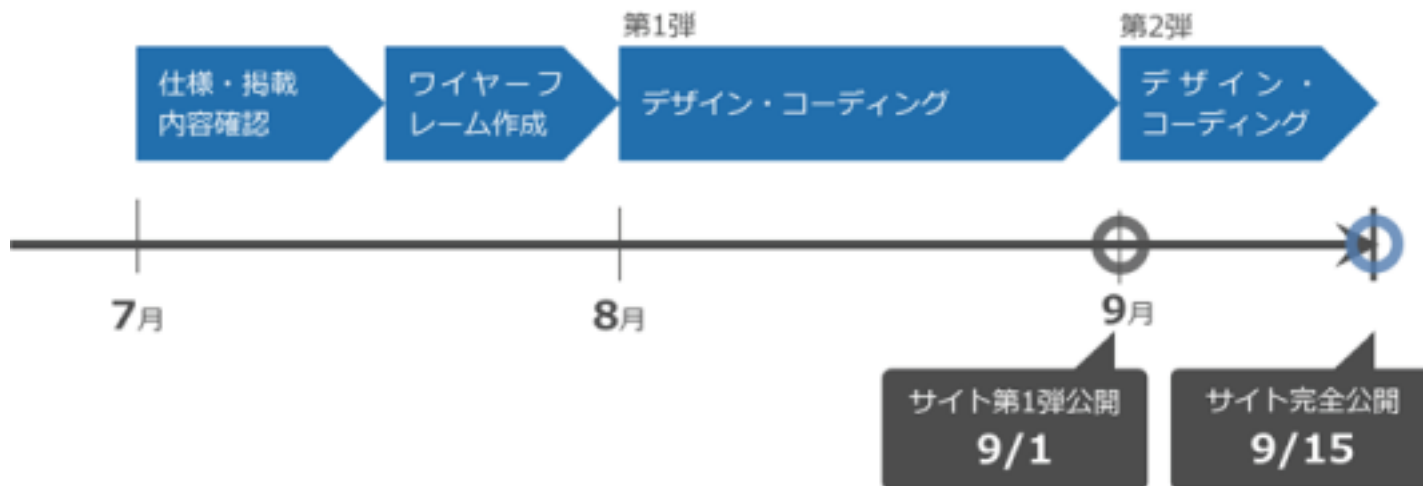 第1弾
第2弾
仕様・掲載
内容確認
ワイヤーフ
レーム作成
デザイン・コーディング
デザイン・
コーディング
7月
8月
9月
サイト第1弾公開
9/1
サイト完全公開
9/15